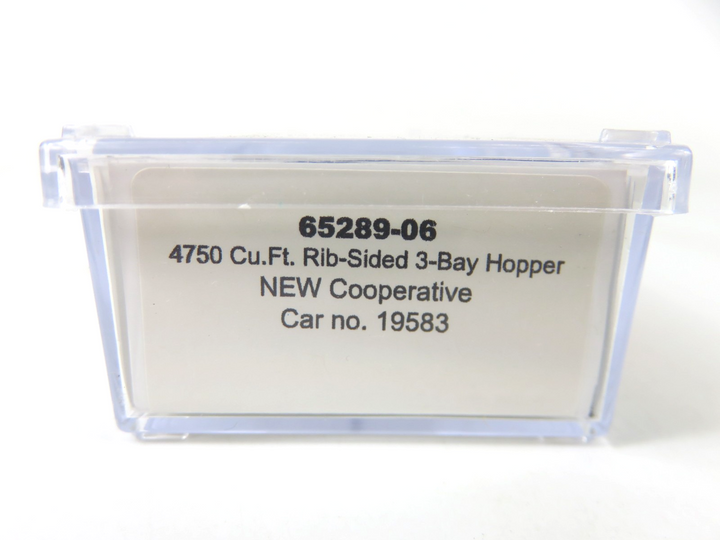 65289-06
4750 Cu.Ft. Rib-Sided 3-Bay Hopper
NEW Cooperative
Car no. 19583